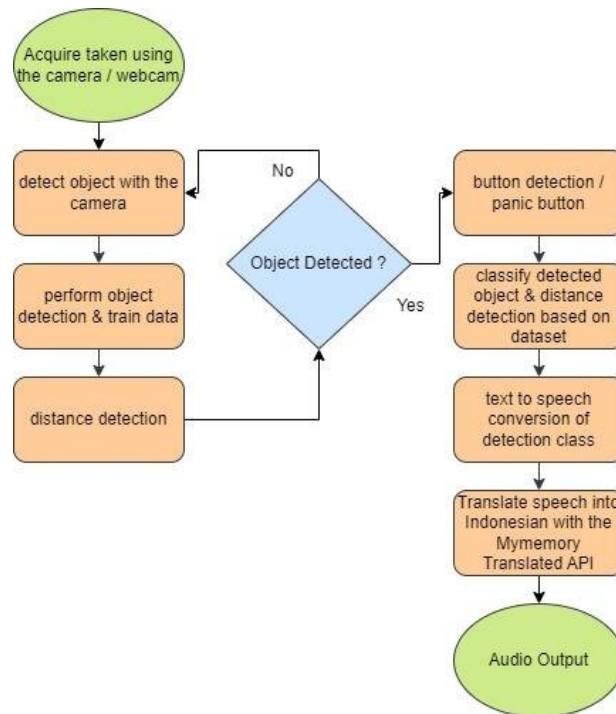 Acquire taken using
the camera / webcam
detect object with the
camera
perform object
detection & train data
distance detection
No
Object Detected ?
Yes
button detection /
panic button
classify detected
object & distance
detection based on
dataset
text to speech
conversion of
detection class
Translate speech into
Indonesian with the
Mymemory
Translated API
Audio Output